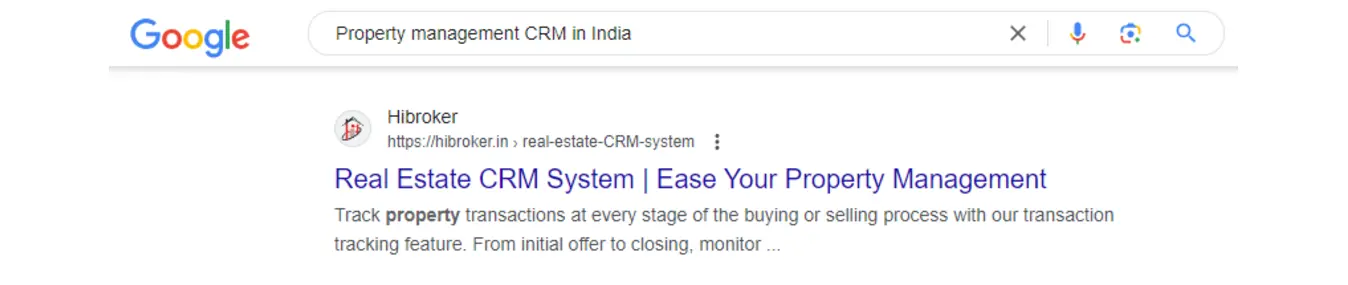 Google
Property management CRM in India
Hibroker
https://hibroker.in › real-estate-CRM-system
Real Estate CRM System | Ease Your Property Management
Track property transactions at every stage of the buying or selling process with our transaction
tracking feature. From initial offer to closing, monitor ...